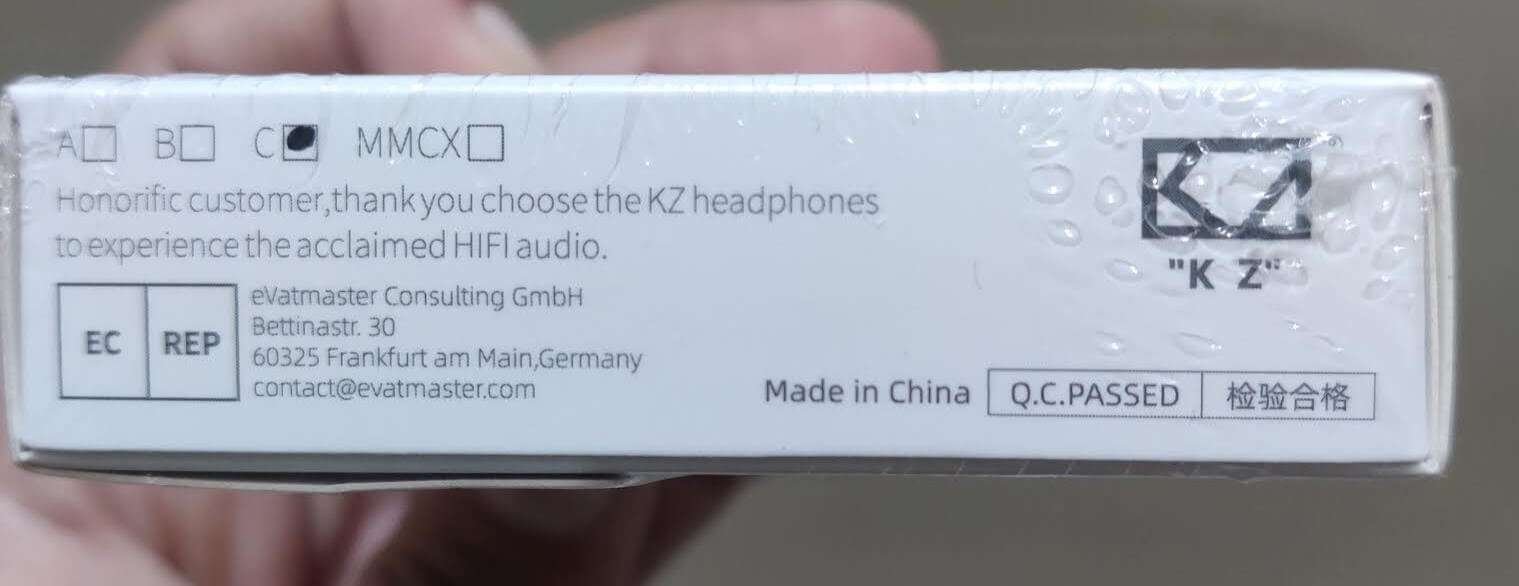 A B C MMCX
Honorific customer,thank you choose the KZ headphones
to experience the acclaimed HIFI audio.
KZ
"K Z"
EC REP
eVatmaster Consulting GmbH
Bettinastr. 30
60325 Frankfurt am Main,Germany
contact@evatmaster.com
Made in China Q.C.PASSED 检验合格